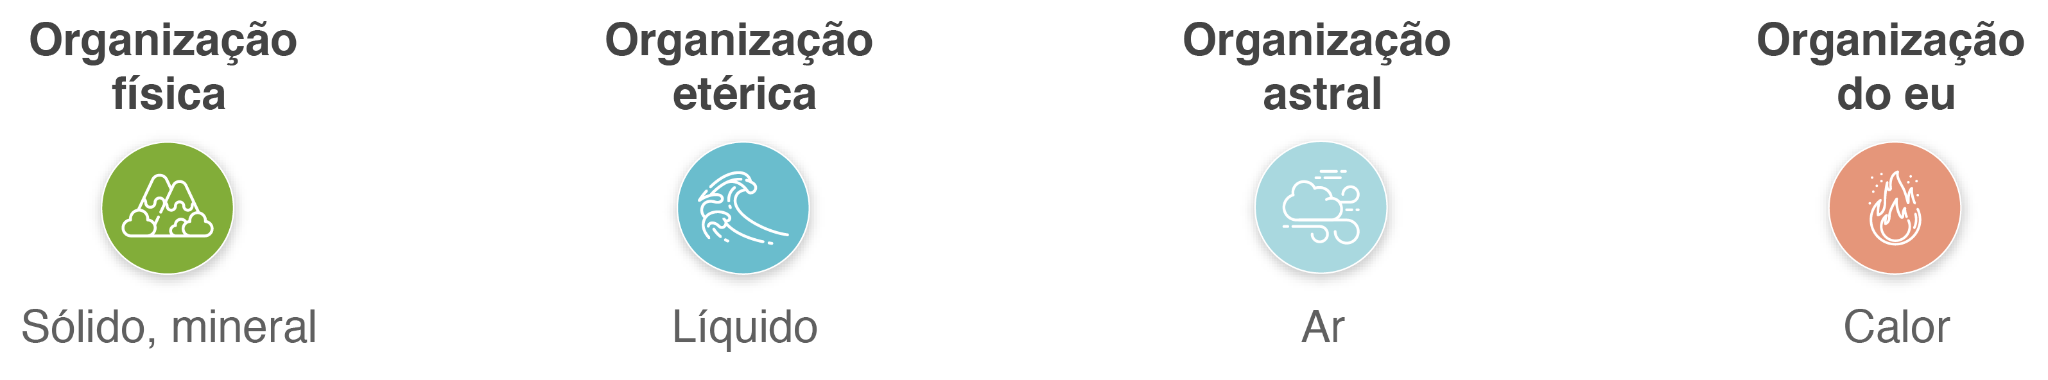 Organização
física
Sólido, mineral
Organização
etérica
Líquido
Organização
astral
Ar
Organização
do eu
Calor